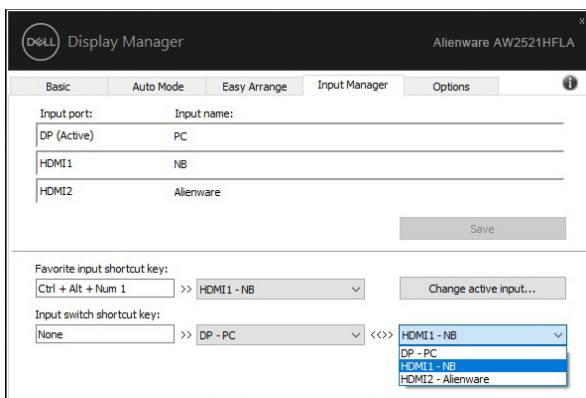 DELL Display Manager Alienware AW2521HFLA
x
Basic Auto Mode Easy Arrange Input Manager Options i
Input port: Input name:
DP (Active) PC
HDMI1 NB
HDMI2 Alienware
Save
Favorite input shortcut key:
Ctrl + Alt + Num 1 >> HDMI1 - NB Change active input...
Input switch shortcut key:
None >> DP - PC <<>> HDMI1 - NB
DP - PC
HDMI1 - NB
HDMI2 - Alienware